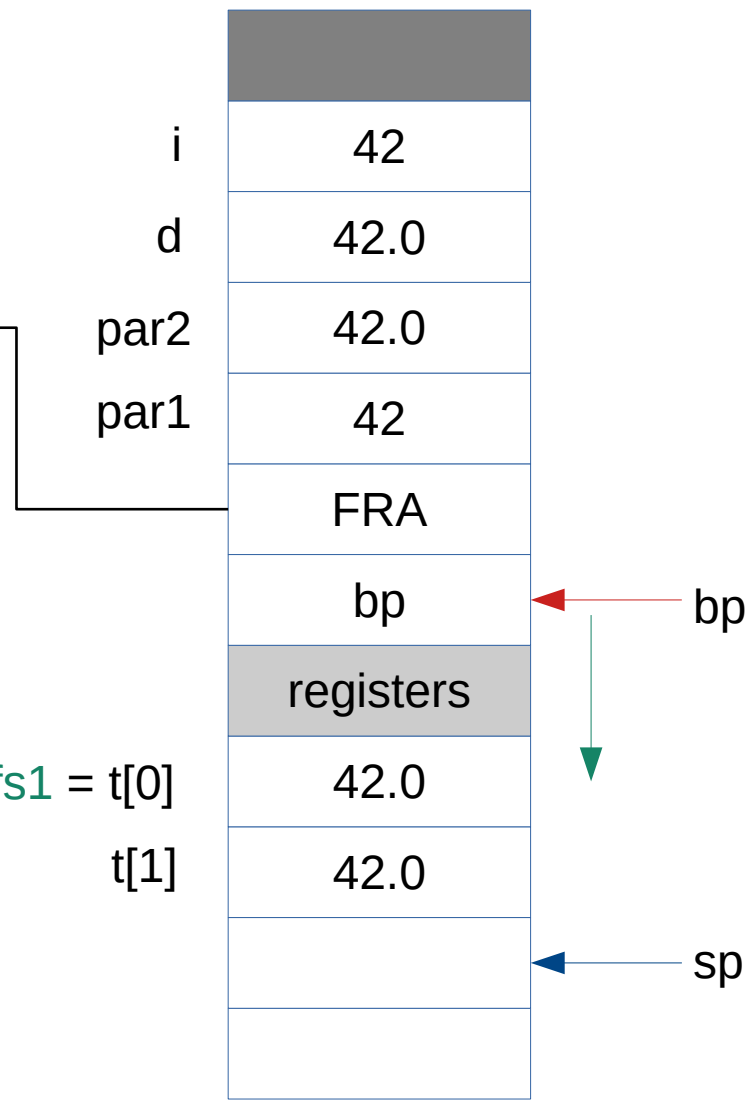 i 42
d 42.0
par2 42.0
par1 42
FRA
bp bp
registers
fs1 = t[0] 42.0
t[1] 42.0
sp